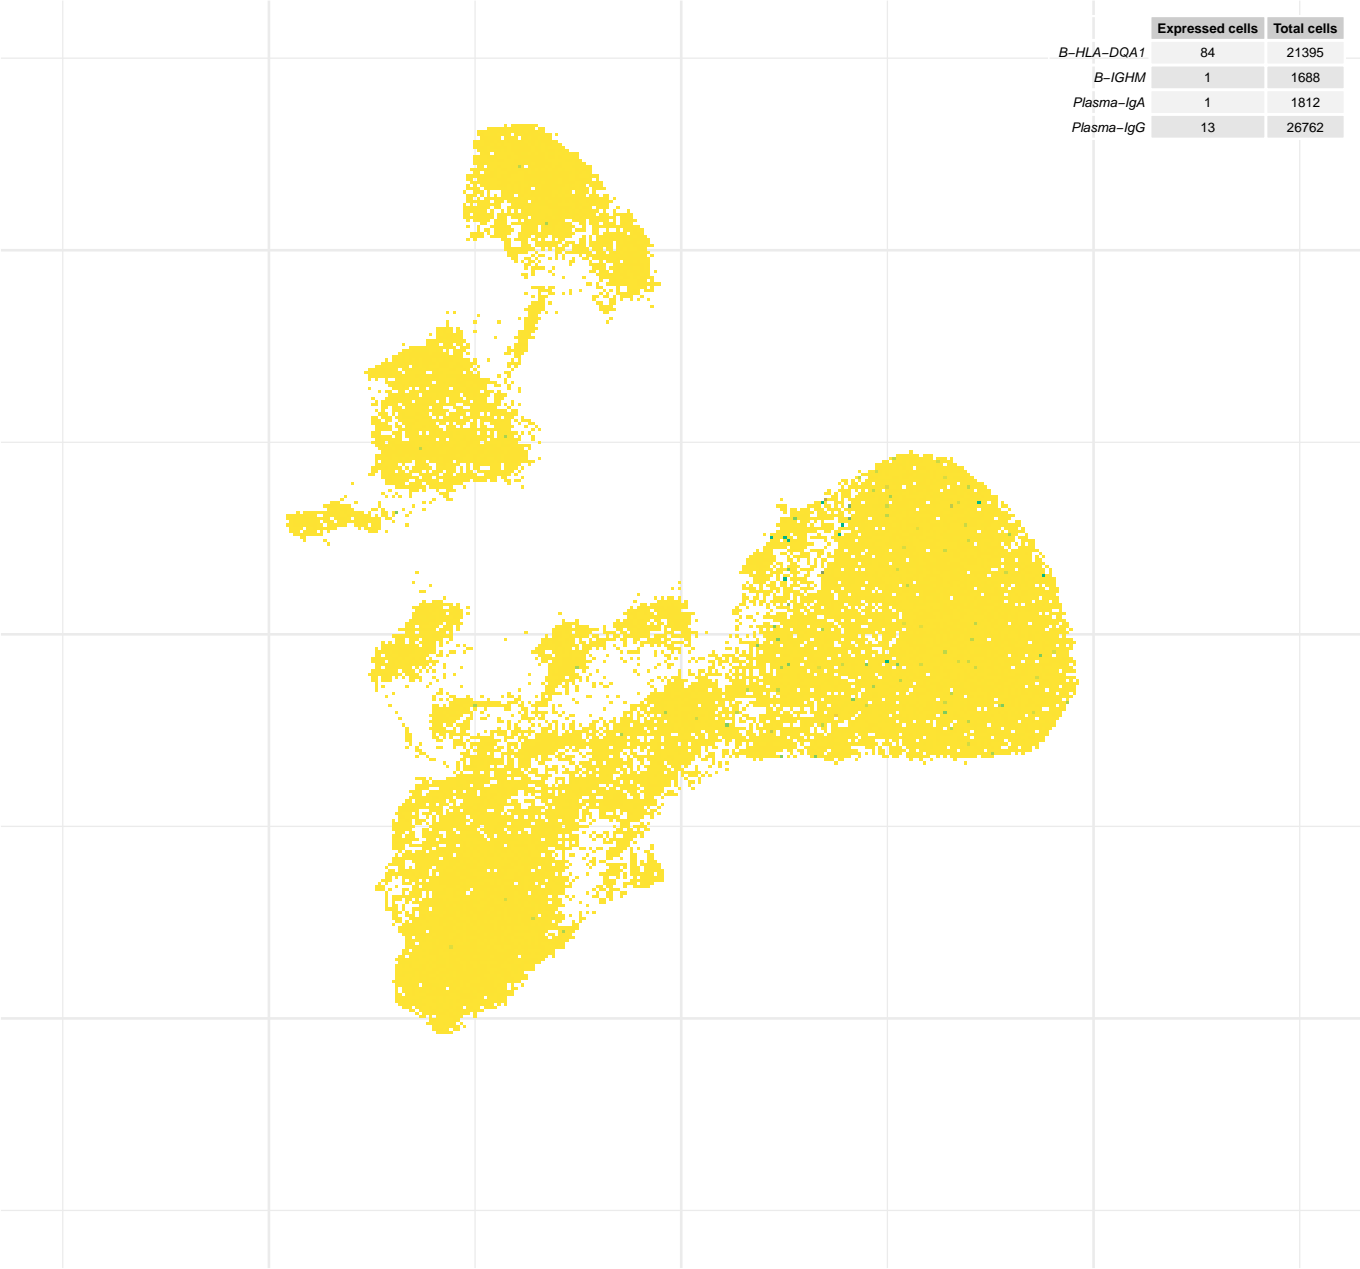 Expressed cells Total cells
B−HLA−DQA1 84 21395
B−IGHM 1 1688
Plasma−IgA 1 1812
Plasma−IgG 13 26762